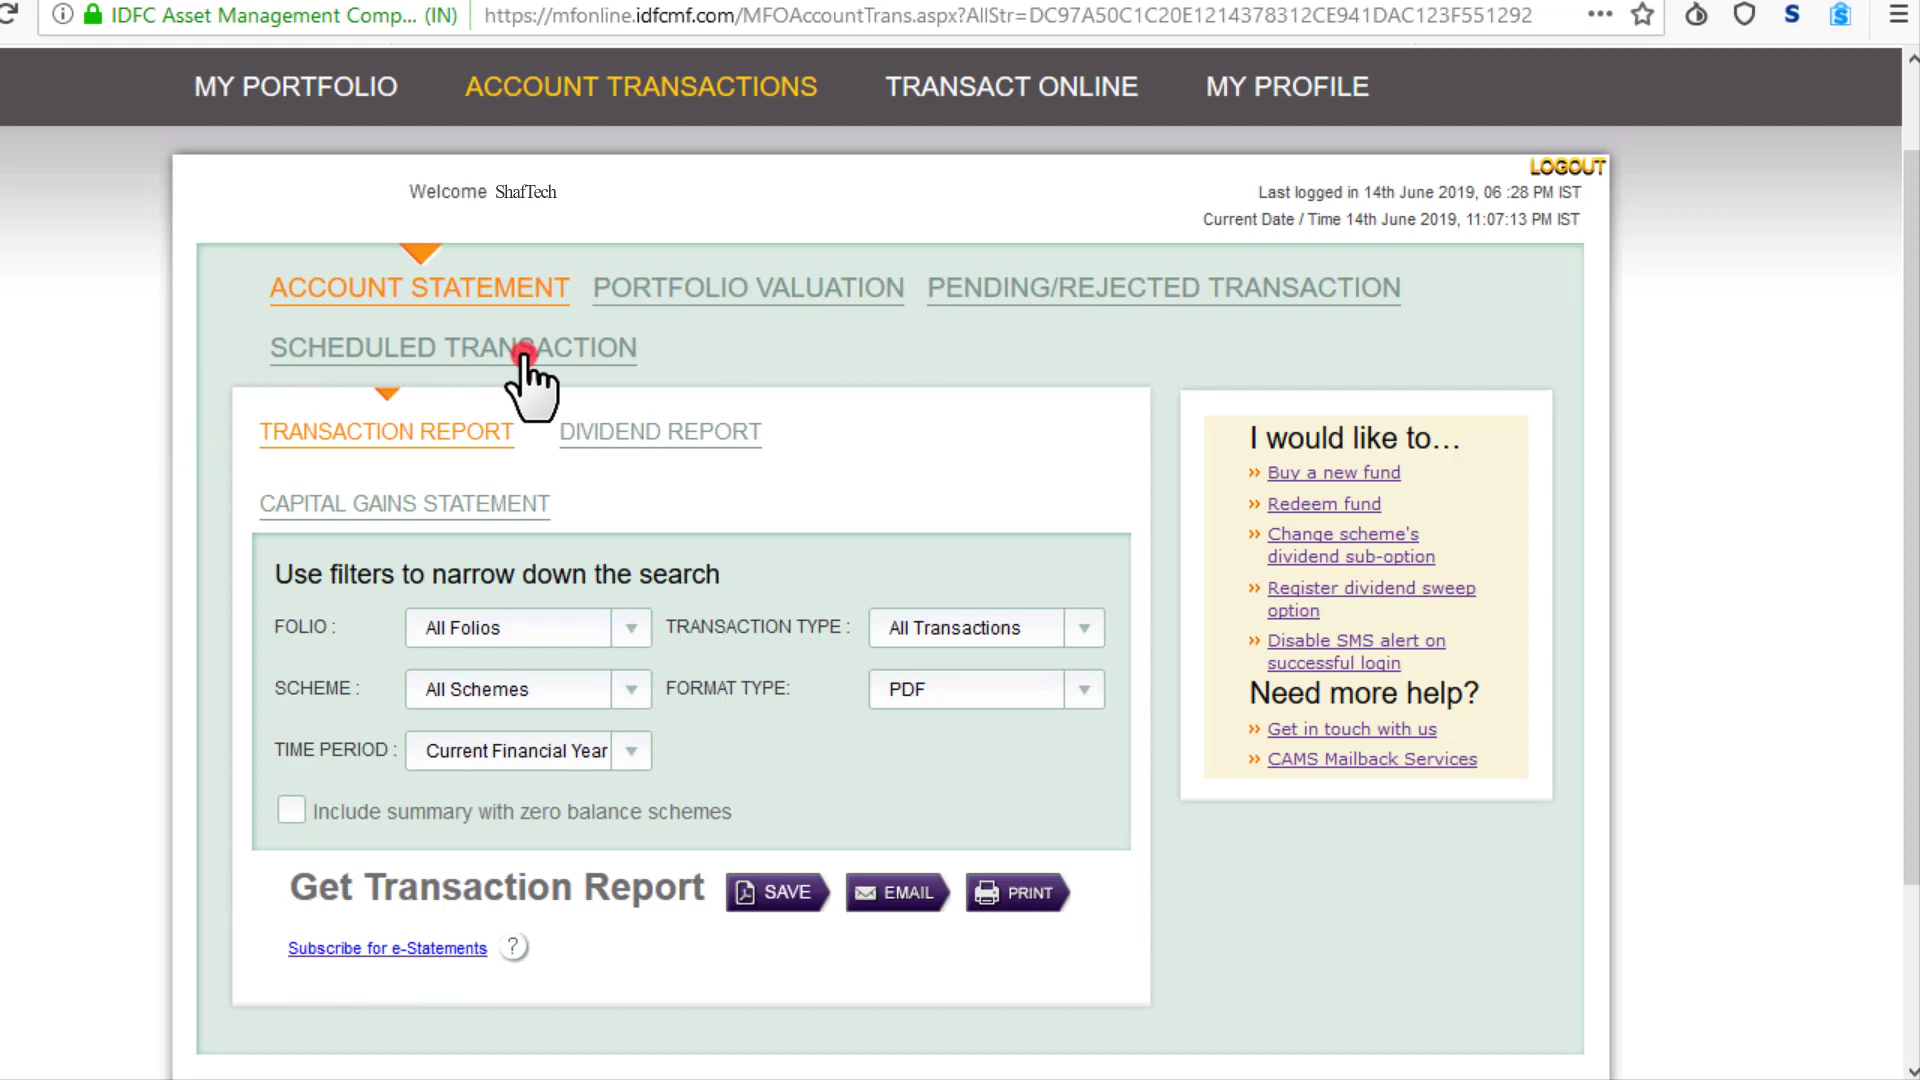 IDFC Asset Management Comp... (IN) https://mfonline.idfcmf.com/MFOAccountTrans.aspx?AllStr=DC97A50C1C20E1214378312CE941DAC123F551292
MY PORTFOLIO ACCOUNT TRANSACTIONS TRANSACT ONLINE MY PROFILE
LOGOUT
Welcome ShafTech
Last logged in 14th June 2019, 06 :28 PM IST
Current Date / Time 14th June 2019, 11:07:13 PM IST
ACCOUNT STATEMENT PORTFOLIO VALUATION PENDING/REJECTED TRANSACTION
SCHEDULED TRANSACTION
TRANSACTION REPORT DIVIDEND REPORT
CAPITAL GAINS STATEMENT
Use filters to narrow down the search
FOLIO : All Folios TRANSACTION TYPE : All Transactions
SCHEME : All Schemes FORMAT TYPE: PDF
TIME PERIOD : Current Financial Year
Include summary with zero balance schemes
Get Transaction Report SAVE EMAIL PRINT
Subscribe for e-Statements ?
I would like to...
» Buy a new fund
» Redeem fund
» Change scheme's
dividend sub-option
» Register dividend sweep
option
» Disable SMS alert on
successful login
Need more help?
» Get in touch with us
» CAMS Mailback Services